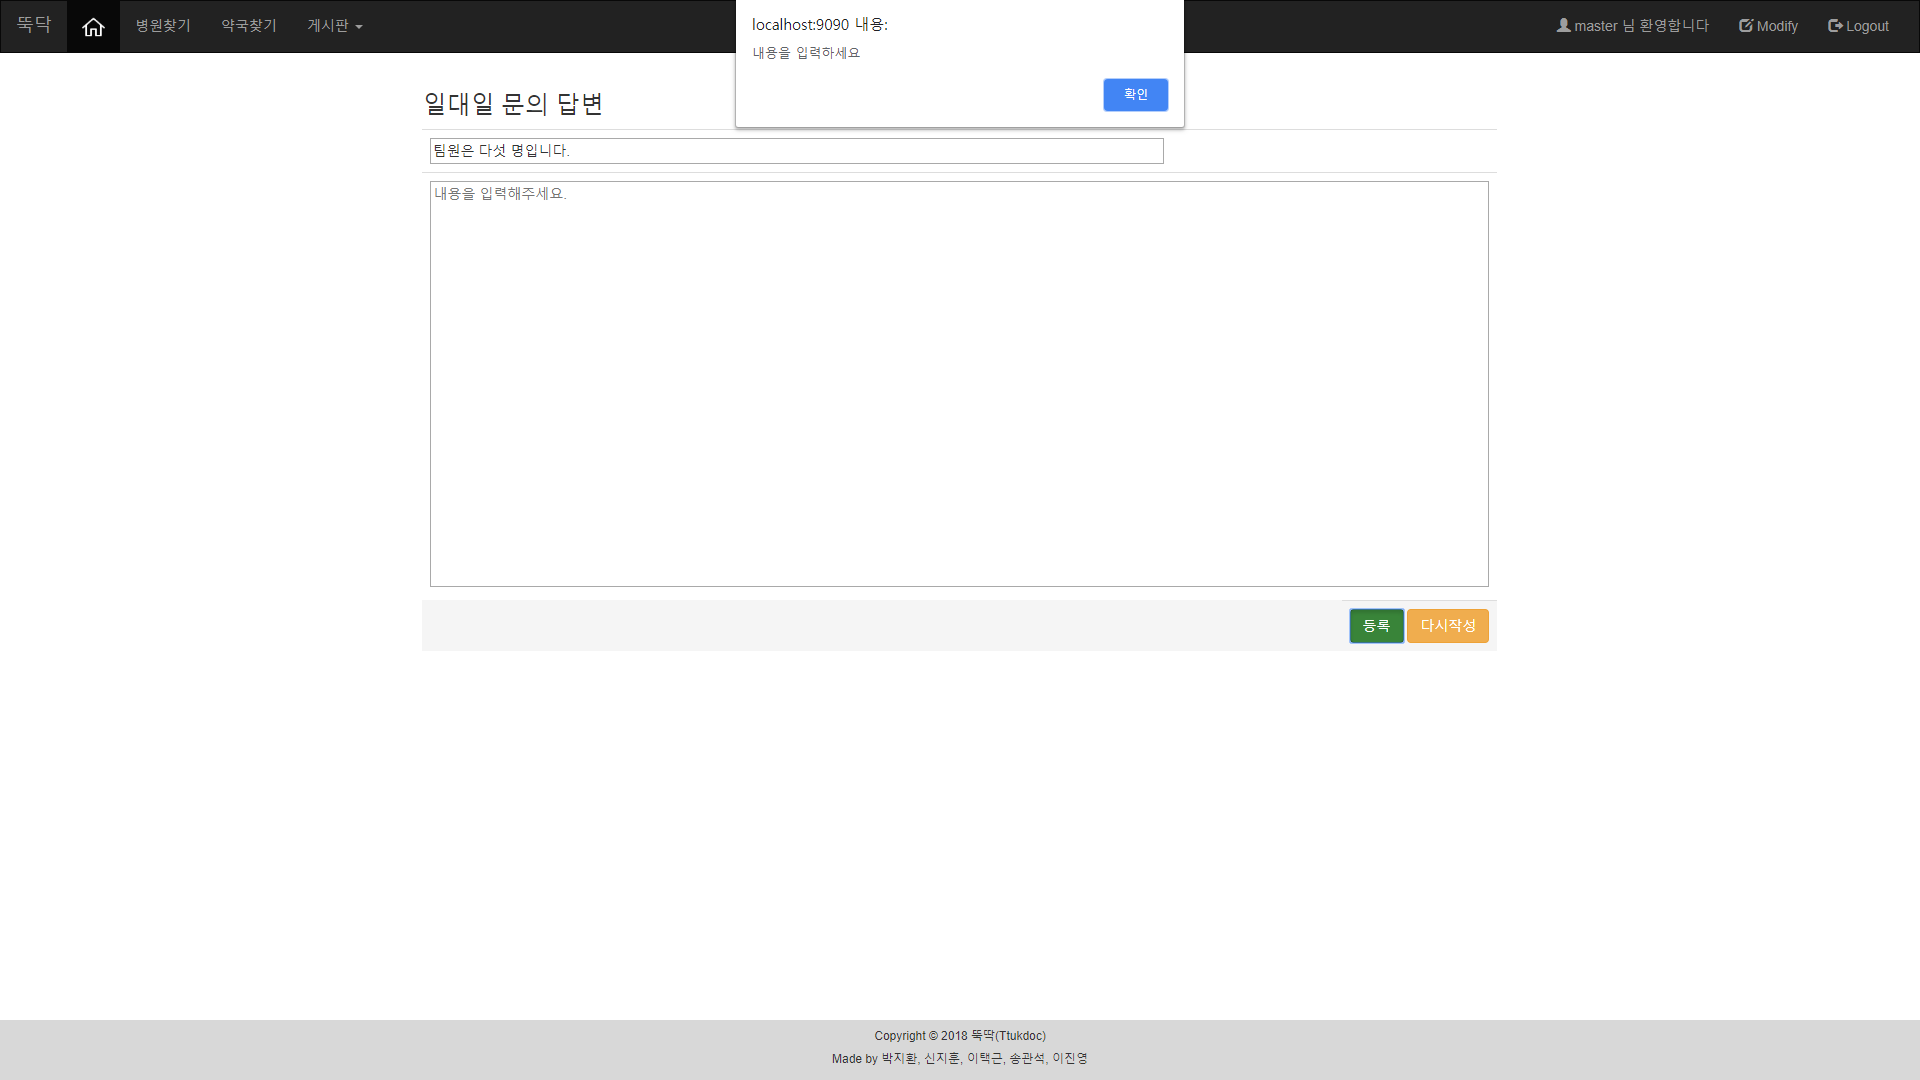 뚝닥
병원찾기
약국찾기
게시판
localhost:9090 내용:
내용을 입력하세요
확인
master 님 환영합니다
Modify
Logout
일대일 문의 답변
팀원은 다섯 명입니다.
내용을 입력해주세요.
등록
다시작성
Copyright © 2018 뚝딱(Ttukdoc)
Made by 박지환, 신지훈, 이택근, 송관석, 이진영